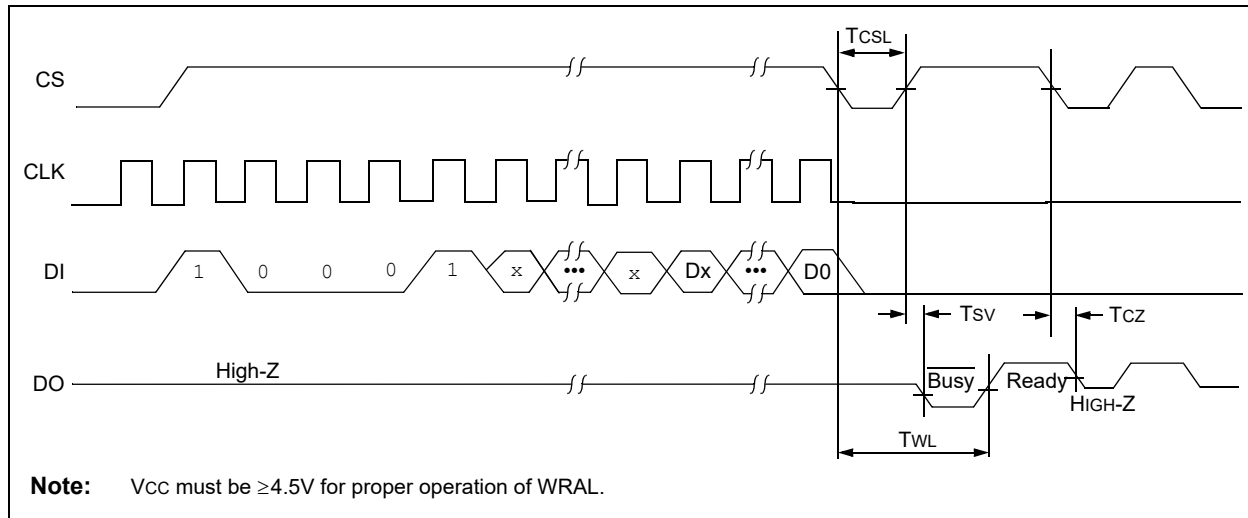 TCSL
CS
CLK
DI 1 0 0 0 1 x ••• x Dx ••• D0
TSV TCZ
High-Z
DO Busy Ready
HIGH-Z
TWL
Note: VCC must be ≥4.5V for proper operation of WRAL.